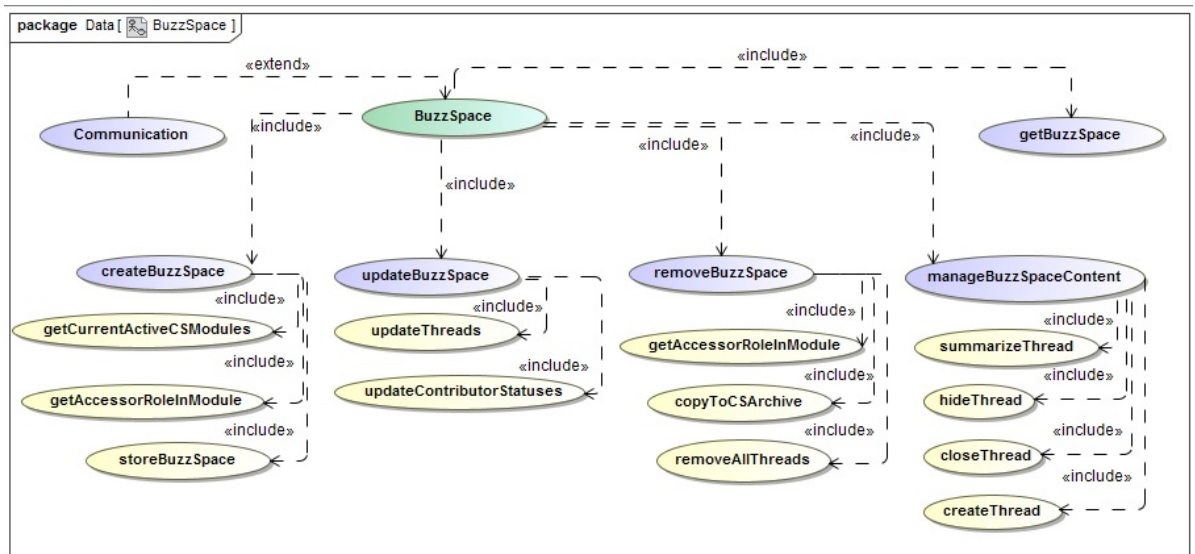 package Data [ BuzzSpace ]
«extend»
«include»
BuzzSpace
Communication
«include»
«include»
«include»
getBuzzSpace
«include»
createBuzzSpace
updateBuzzSpace
removeBuzzSpace
manageBuzzSpaceContent
«include»
«include»
«include»
«include»
getCurrentActiveCSModules
updateThreads
getAccessorRoleInModule
summarizeThread
«include»
«include»
«include»
«include»
getAccessorRoleInModule
updateContributorStatuses
copyToCSArchive
hideThread
«include»
«include»
«include»
storeBuzzSpace
removeAllThreads
closeThread
«include»
createThread